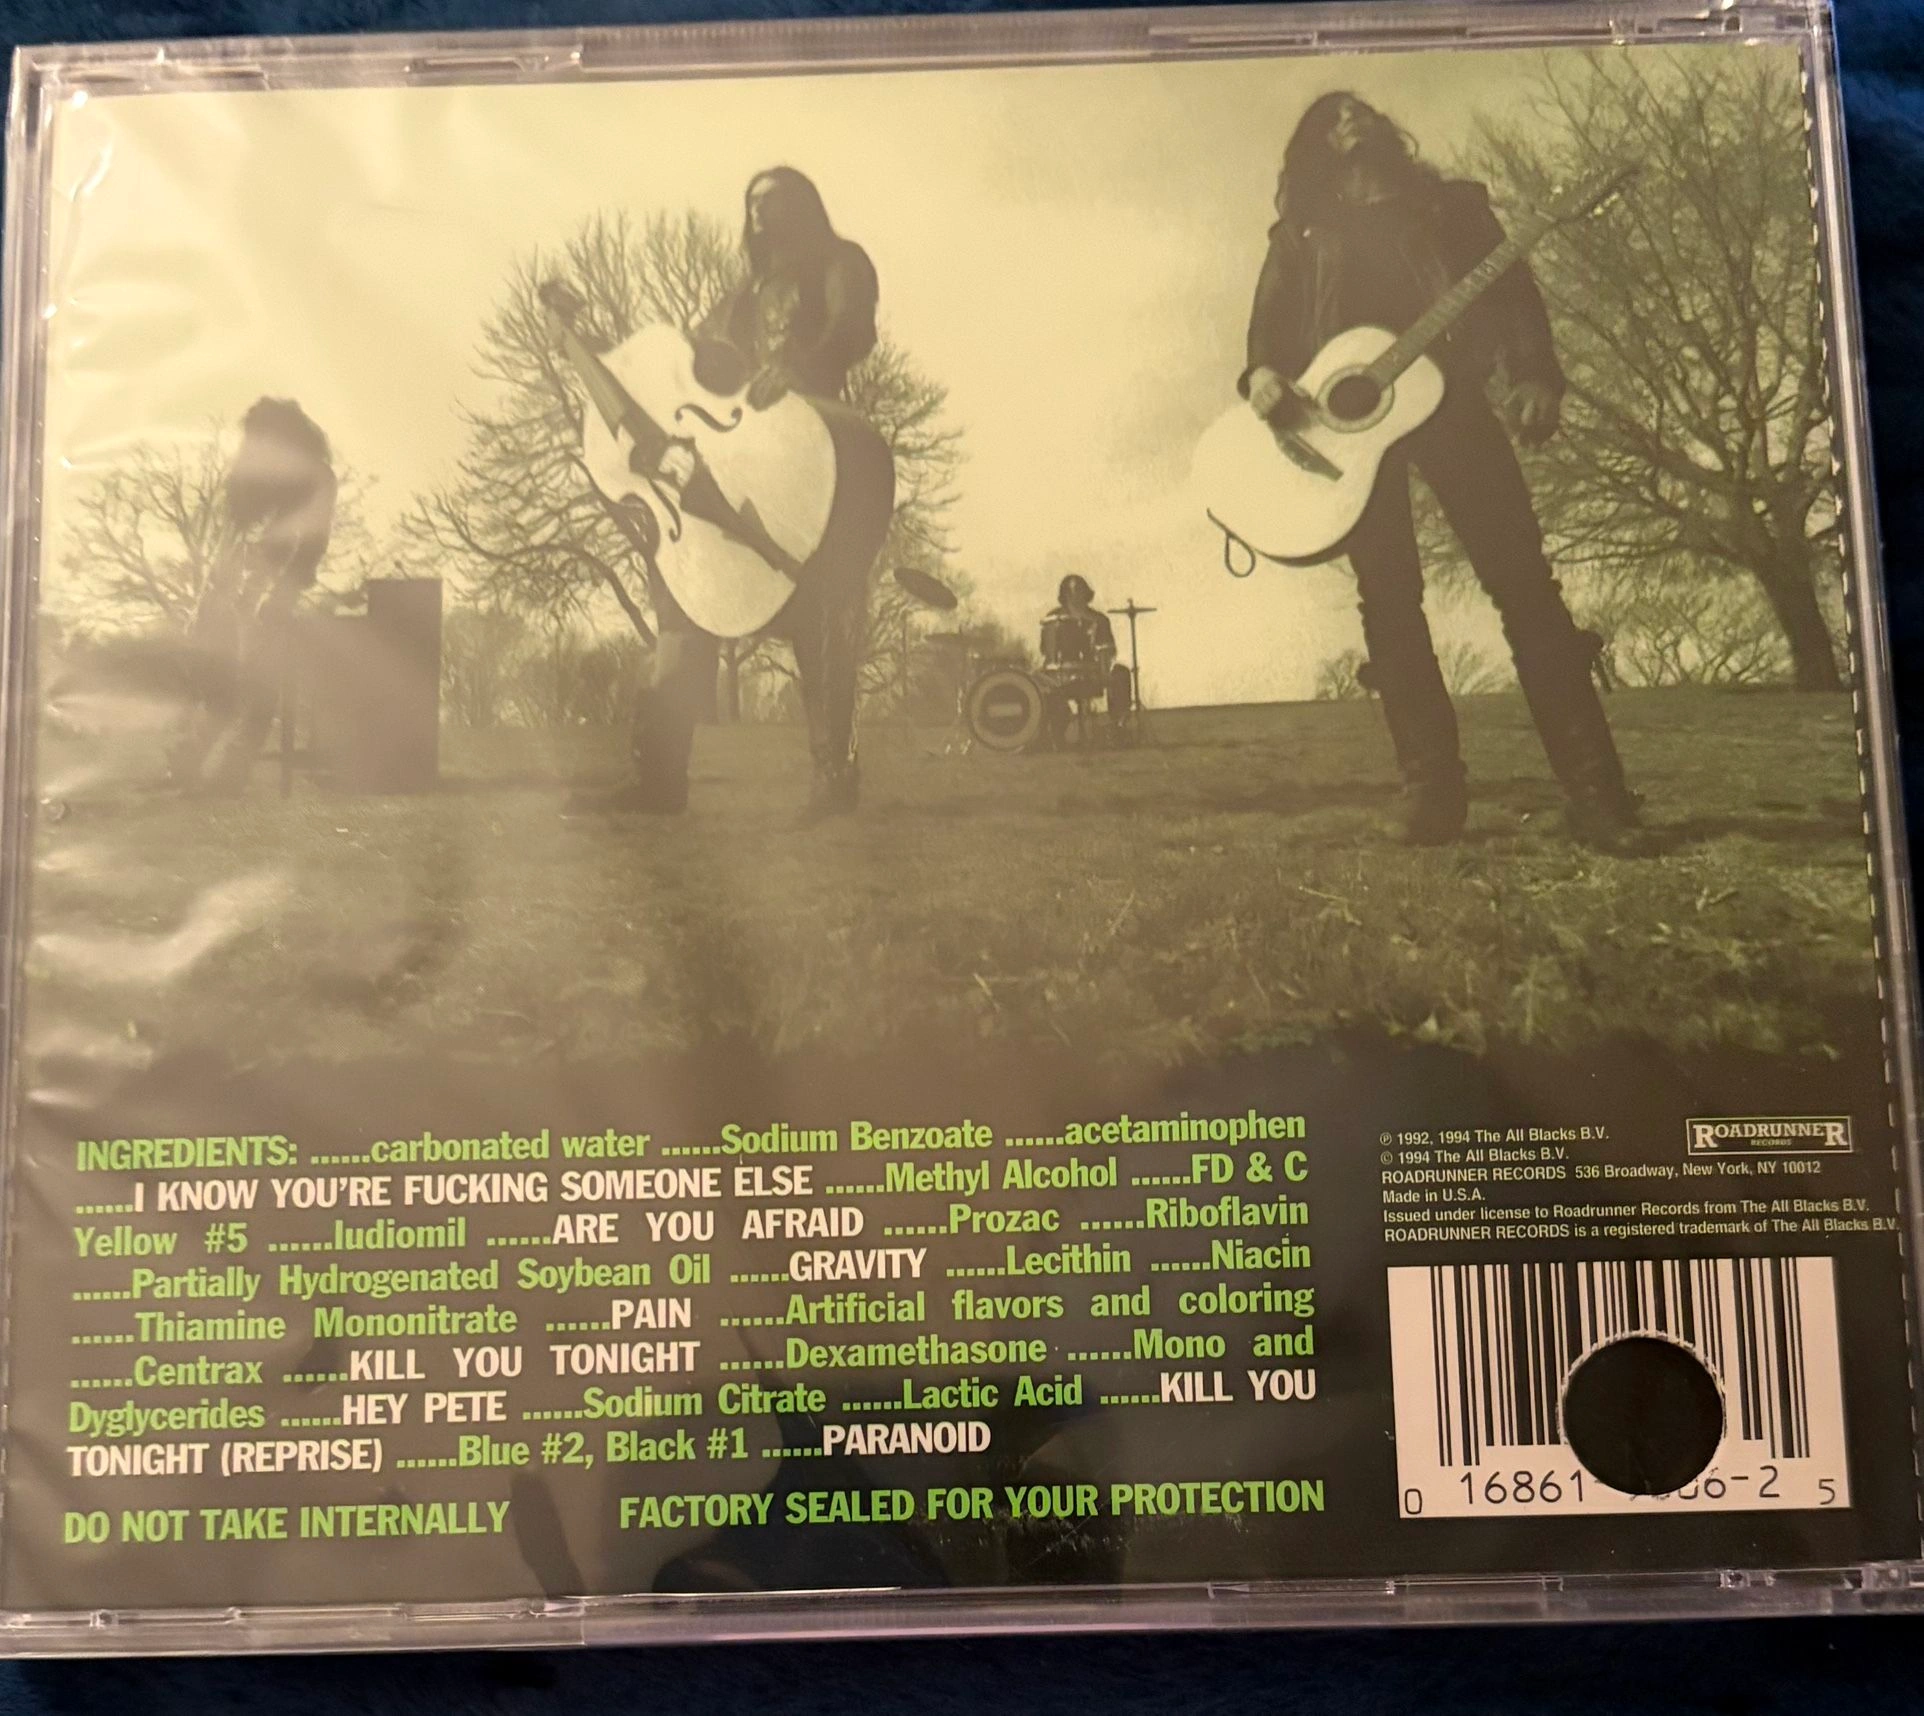 INGREDIENTS: ......carbonated water ......Sodium Benzoate ......acetaminophen
......I KNOW YOU'RE FUCKING SOMEONE ELSE ......Methyl Alcohol ......FD & C
Yellow #5 ......ludiomil ......ARE YOU AFRAID ......Prozac ......Riboflavin
......Partially Hydrogenated Soybean Oil ......GRAVITY ......Lecithin ......Niacin
......Thiamine Mononitrate ......PAIN ......Artificial flavors and coloring
......Centrax ......KILL YOU TONIGHT ......Dexamethasone ......Mono and
Dyglycerides ......HEY PETE ......Sodium Citrate ......Lactic Acid ......KILL YOU
TONIGHT (REPRISE) ......Blue #2, Black #1 ......PARANOID
DO NOT TAKE INTERNALLY FACTORY SEALED FOR YOUR PROTECTION
ROADRUNNER
RECORDS
℗ 1992, 1994 The All Blacks B.V.
© 1994 The All Blacks B.V.
ROADRUNNER RECORDS 536 Broadway, New York, NY 10012
Made in U.S.A.
Issued under license to Roadrunner Records from The All Blacks B.V.
ROADRUNNER RECORDS is a registered trademark of The All Blacks B.V.
0 16861- 6-2 5